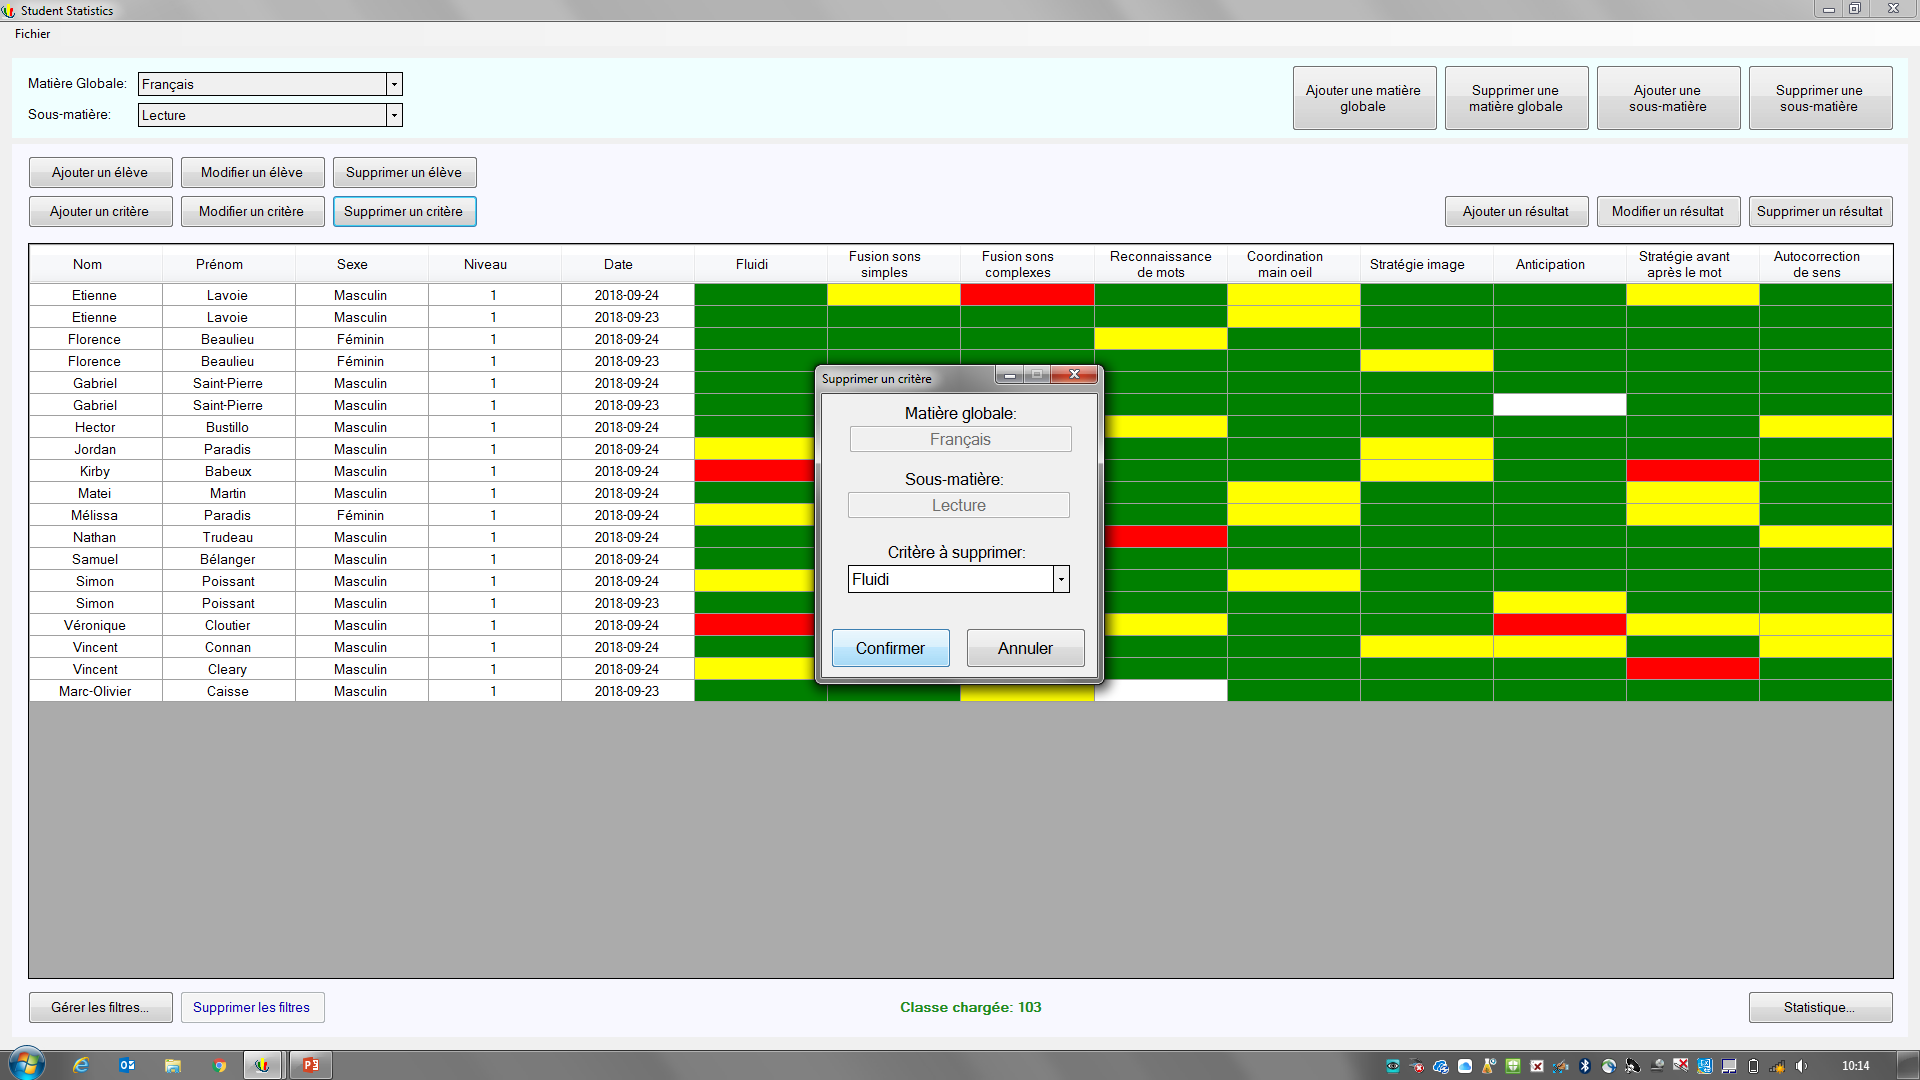 Student Statistics
Fichier
Matière Globale: Français
Sous-matière: Lecture
Ajouter une matière
globale
Supprimer une
matière globale
Ajouter une
sous-matière
Supprimer une
sous-matière
Ajouter un élève Modifier un élève Supprimer un élève
Ajouter un critère Modifier un critère Supprimer un critère Ajouter un résultat Modifier un résultat Supprimer un résultat
Nom Prénom Sexe Niveau Date Fluidi
Fusion sons
simples
Fusion sons
complexes
Reconnaissance
de mots
Coordination
main oeil
Stratégie image Anticipation
Stratégie avant
après le mot
Autocorrection
de sens
Etienne Lavoie Masculin 1 2018-09-24
Etienne Lavoie Masculin 1 2018-09-23
Florence Beaulieu Féminin 1 2018-09-24
Florence Beaulieu Féminin 1 2018-09-23
Gabriel Saint-Pierre Masculin 1 2018-09-24
Gabriel Saint-Pierre Masculin 1 2018-09-23
Hector Bustillo Masculin 1 2018-09-24
Jordan Paradis Masculin 1 2018-09-24
Kirby Babeux Masculin 1 2018-09-24
Matei Martin Masculin 1 2018-09-24
Mélissa Paradis Féminin 1 2018-09-24
Nathan Trudeau Masculin 1 2018-09-24
Samuel Bélanger Masculin 1 2018-09-24
Simon Poissant Masculin 1 2018-09-24
Simon Poissant Masculin 1 2018-09-23
Véronique Cloutier Masculin 1 2018-09-24
Vincent Connan Masculin 1 2018-09-24
Vincent Cleary Masculin 1 2018-09-24
Marc-Olivier Caisse Masculin 1 2018-09-23
Supprimer un critère
Matière globale:
Français
Sous-matière:
Lecture
Critère à supprimer:
Fluidi
Confirmer Annuler
Gérer les filtres... Supprimer les filtres Classe chargée: 103 Statistique...
10:14